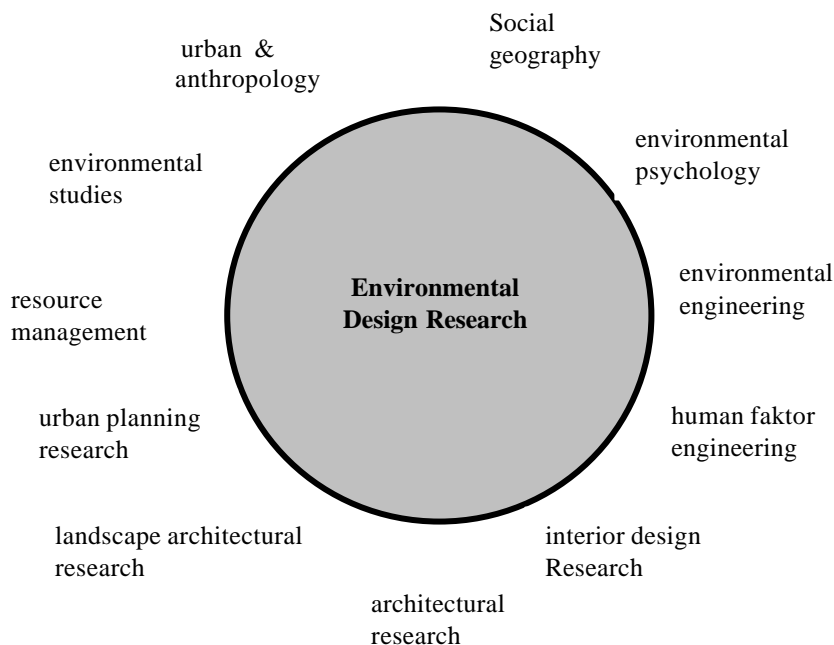 urban & 
anthropology
Social
geography
environmental
psychology
environmental
studies
environmental
engineering
Environmental
Design Research
resource
management
human faktor
engineering
urban planning
research
landscape architectural
research
interior design
Research
architectural
research